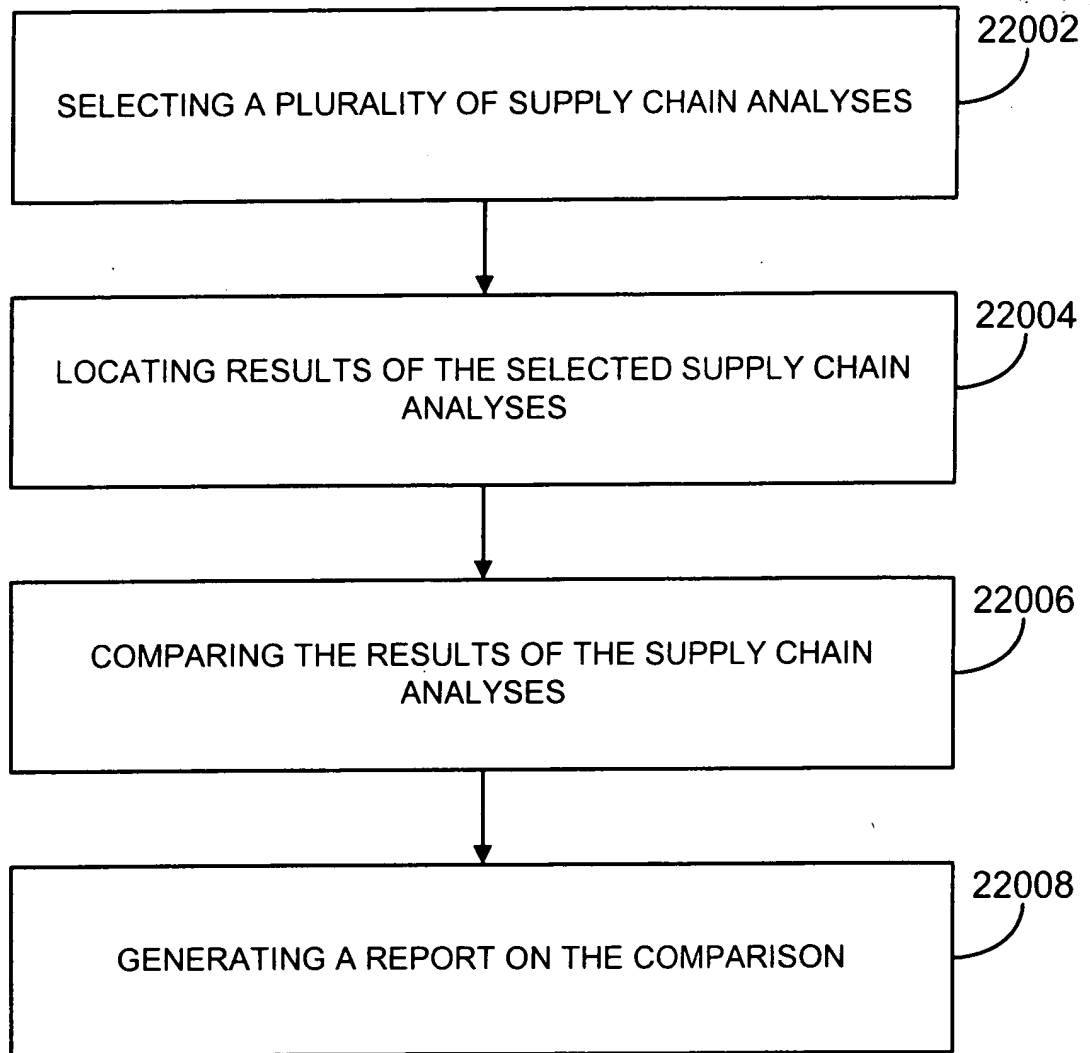 22002
SELECTING A PLURALITY OF SUPPLY CHAIN ANALYSES
22004
LOCATING RESULTS OF THE SELECTED SUPPLY CHAIN
ANALYSES
22006
COMPARING THE RESULTS OF THE SUPPLY CHAIN
ANALYSES
22008
GENERATING A REPORT ON THE COMPARISON